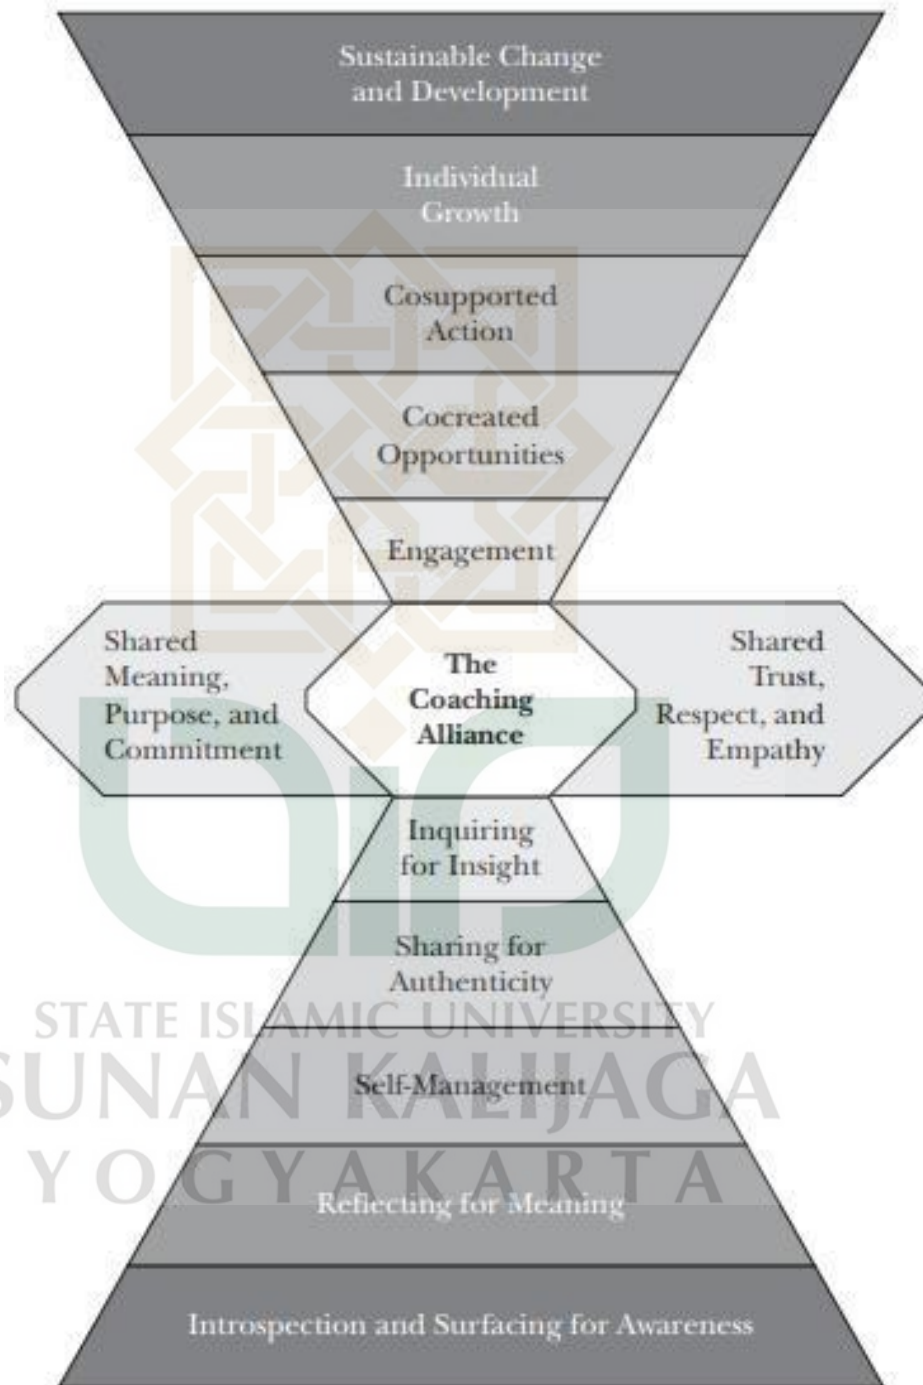 Sustainable Change
and Development
Individual
Growth
Cosupported
Action
Cocreated
Opportunities
Engagement
Shared
Meaning,
Purpose, and
Commitment
The
Coaching
Alliance
Shared
Trust,
Respect, and
Empathy
Inquiring
for Insight
Sharing for
Authenticity
STATE ISLAMIC UNIVERSITY
SUNAN KALIJAGA
Self-Management
YOGYAKARTA
Reflecting for Meaning
Introspection and Surfacing for Awareness